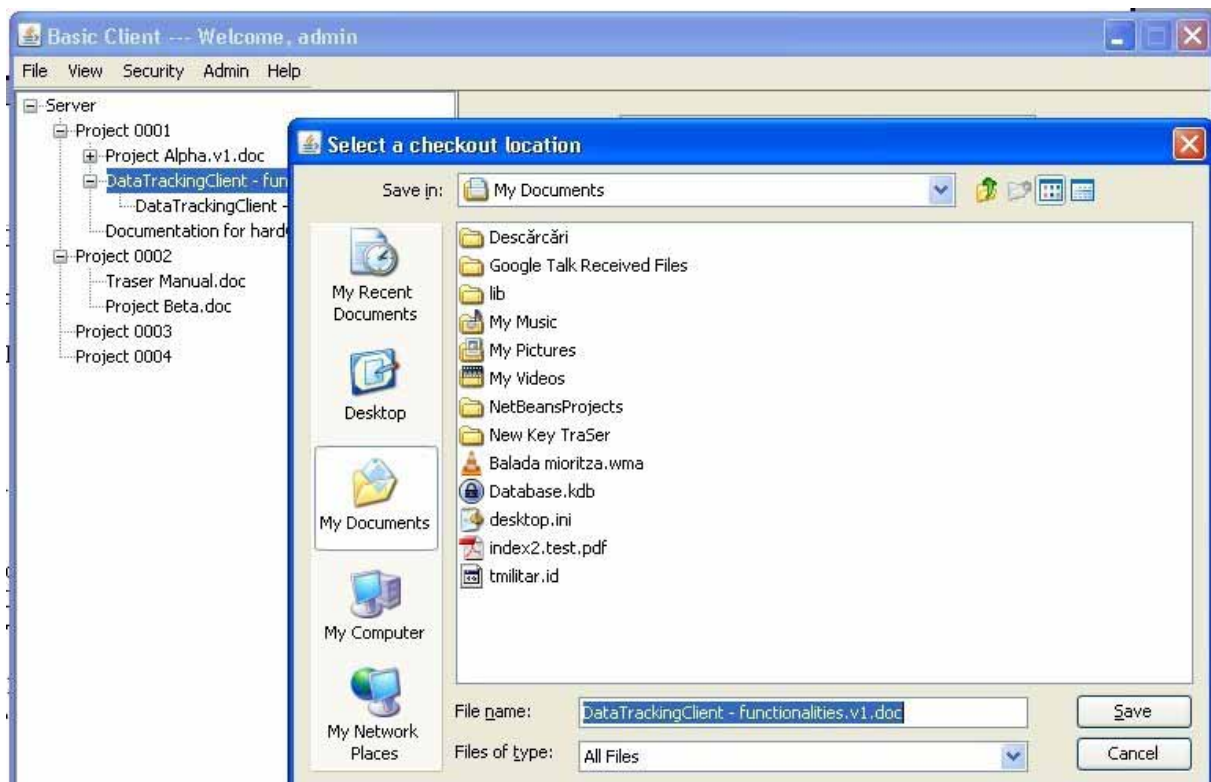 Basic Client --- Welcome, admin
File View Security Admin Help
Server
Project 0001
Project Alpha.v1.doc
DataTrackingClient - fun
DataTrackingClient -
Documentation for hard
Project 0002
Traser Manual.doc
Project Beta.doc
Project 0003
Project 0004
Select a checkout location
Save in: My Documents
My Recent
Documents
Desktop
My Documents
My Computer
My Network
Places
Descărcări
Google Talk Received Files
lib
My Music
My Pictures
My Videos
NetBeansProjects
New Key TraSer
Balada mioritza.wma
Database.kdb
desktop.ini
index2.test.pdf
tmilitar.id
File name: DataTrackingClient - functionalities.v1.doc Save
Files of type: All Files Cancel